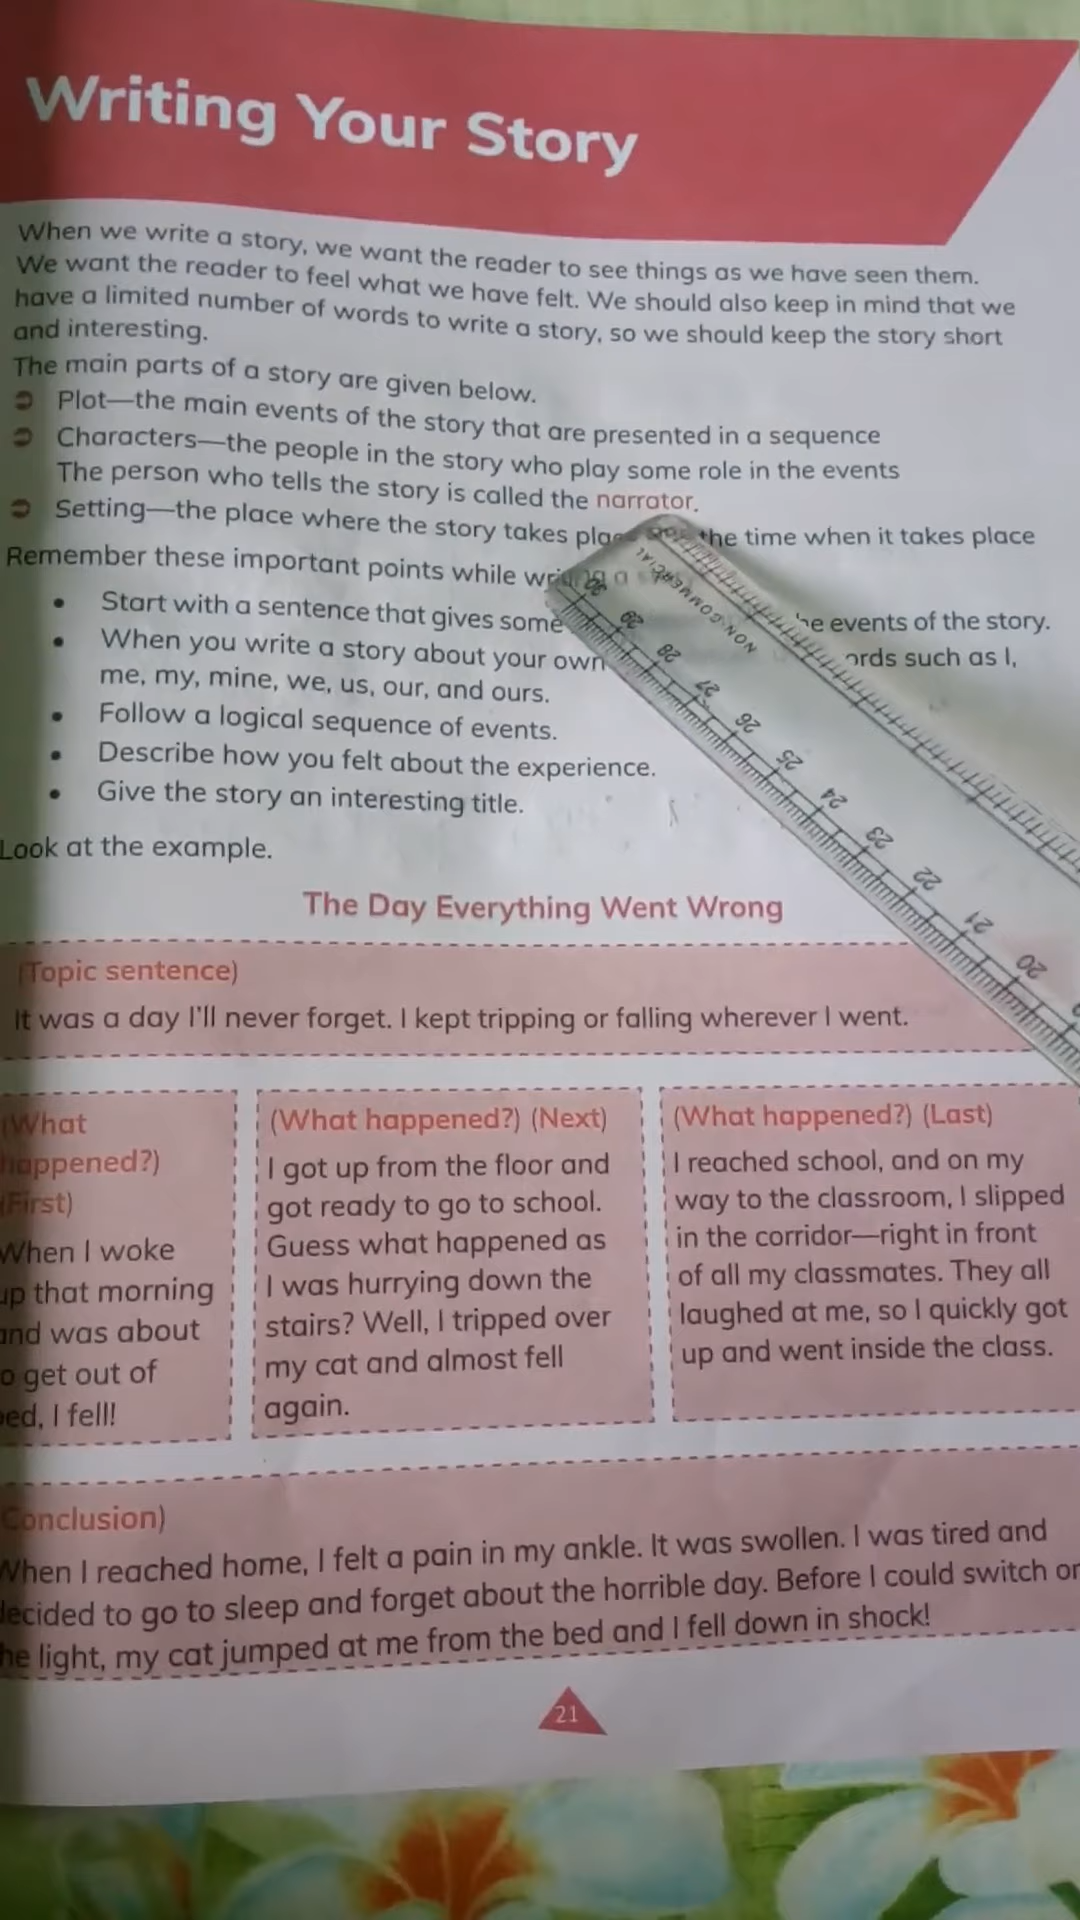 Writing Your Story
When we write a story, we want the reader to see things as we have seen them.
We want the reader to feel what we have felt. We should also keep in mind that we
have a limited number of words to write a story, so we should keep the story short
and interesting.
The main parts of a story are given below.
Plot—the main events of the story that are presented in a sequence
Characters—the people in the story who play some role in the events
The person who tells the story is called the narrator.
Setting—the place where the story takes the time when it takes place
Remember these important points while writing a
Start with a sentence that gives some he events of the story.
When you write a story about your own ords such as I,
me, my, mine, we, us, our, and ours.
Follow a logical sequence of events.
Describe how you felt about the experience.
Give the story an interesting title.
Look at the example.
NON-COMMERCIAL
30 29 28 27 26 25 24 23 22 21 20
The Day Everything Went Wrong
(Topic sentence)
It was a day I'll never forget. I kept tripping or falling wherever I went.
(What
happened?)
(First)
When I woke
up that morning
and was about
o get out of
bed, I fell!
(What happened?) (Next)
I got up from the floor and
got ready to go to school.
Guess what happened as
I was hurrying down the
stairs? Well, I tripped over
my cat and almost fell
again.
(What happened?) (Last)
I reached school, and on my
way to the classroom, I slipped
in the corridor—right in front
of all my classmates. They all
laughed at me, so I quickly got
up and went inside the class.
Conclusion)
When I reached home, I felt a pain in my ankle. It was swollen. I was tired and
decided to go to sleep and forget about the horrible day. Before I could switch on
he light, my cat jumped at me from the bed and I fell down in shock!
21